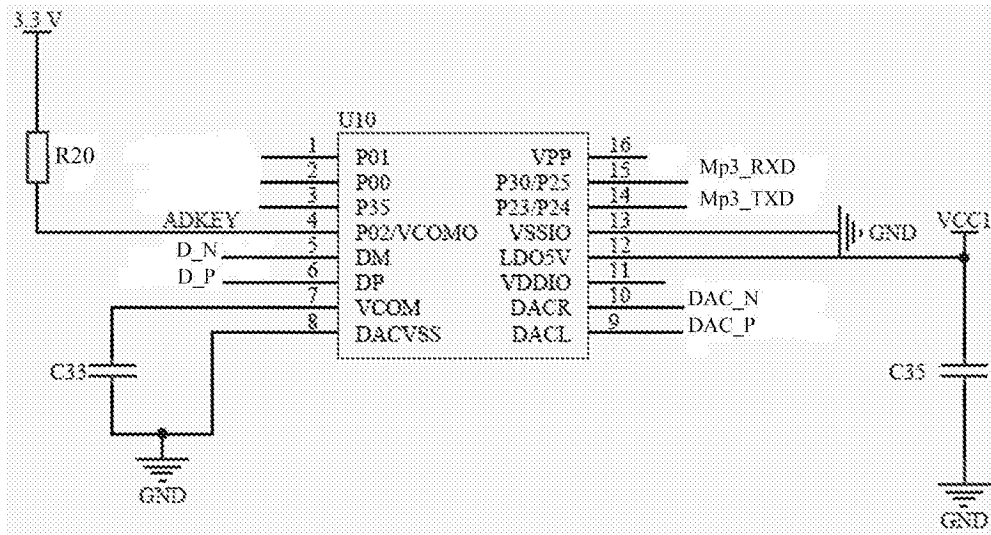 3.3 V
R20
U10
1 P01 VPP 16
2 P00 P30/P25 15 Mp3_RXD
3 P35 P23/P24 14 Mp3_TXD
ADKEY 4 P02/VCOMO VSSIO 13 GND
D_N 5 DM LDO5V 12 VCC1
D_P 6 DP VDDIO 11
7 VCOM DACR 10 DAC_N
8 DACVSS DACL 9 DAC_P
C33 C35
GND
GND